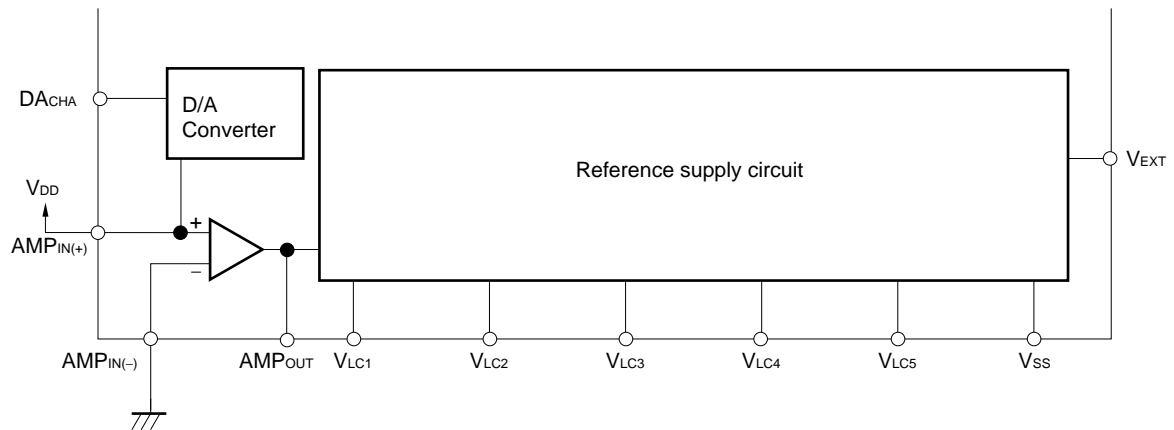 DACHA
D/A
Converter
Reference supply circuit
VEXT
VDD
+
AMPIN(+)
−
AMPIN(−)
AMPOUT
VLC1
VLC2
VLC3
VLC4
VLC5
VSS